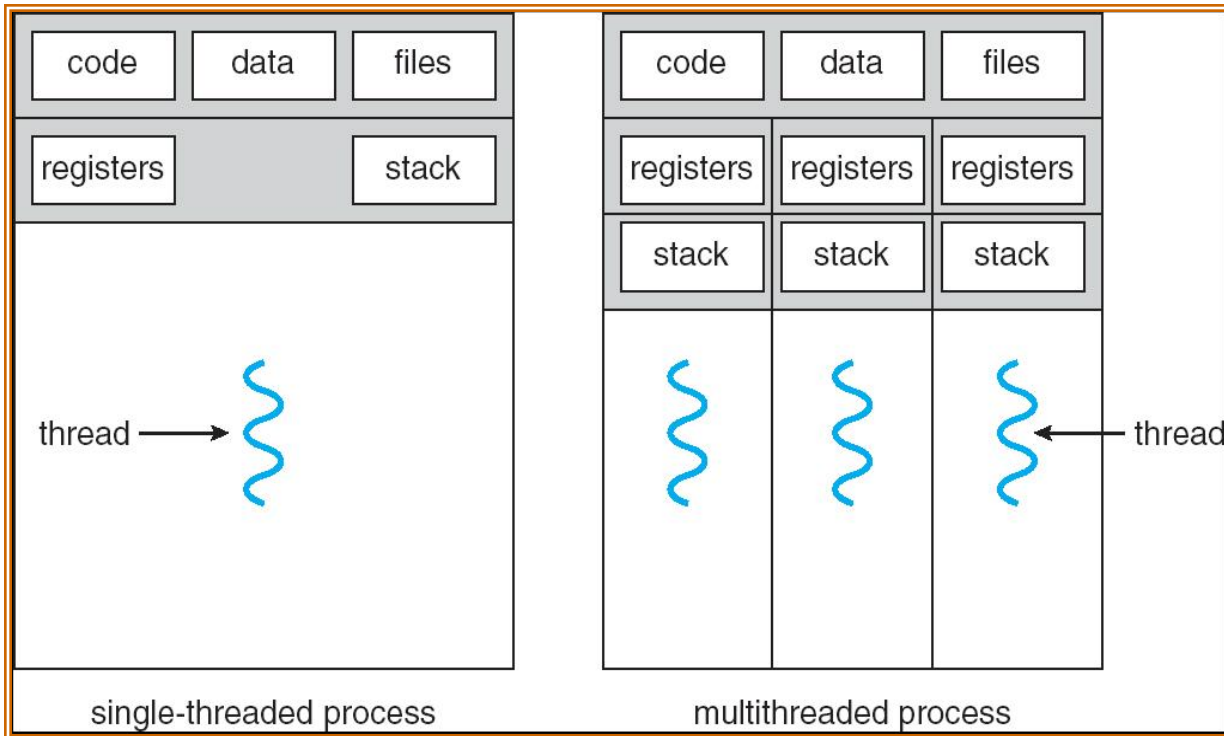 code data files
registers stack
thread
single-threaded process
code data files
registers registers registers
stack stack stack
thread
multithreaded process